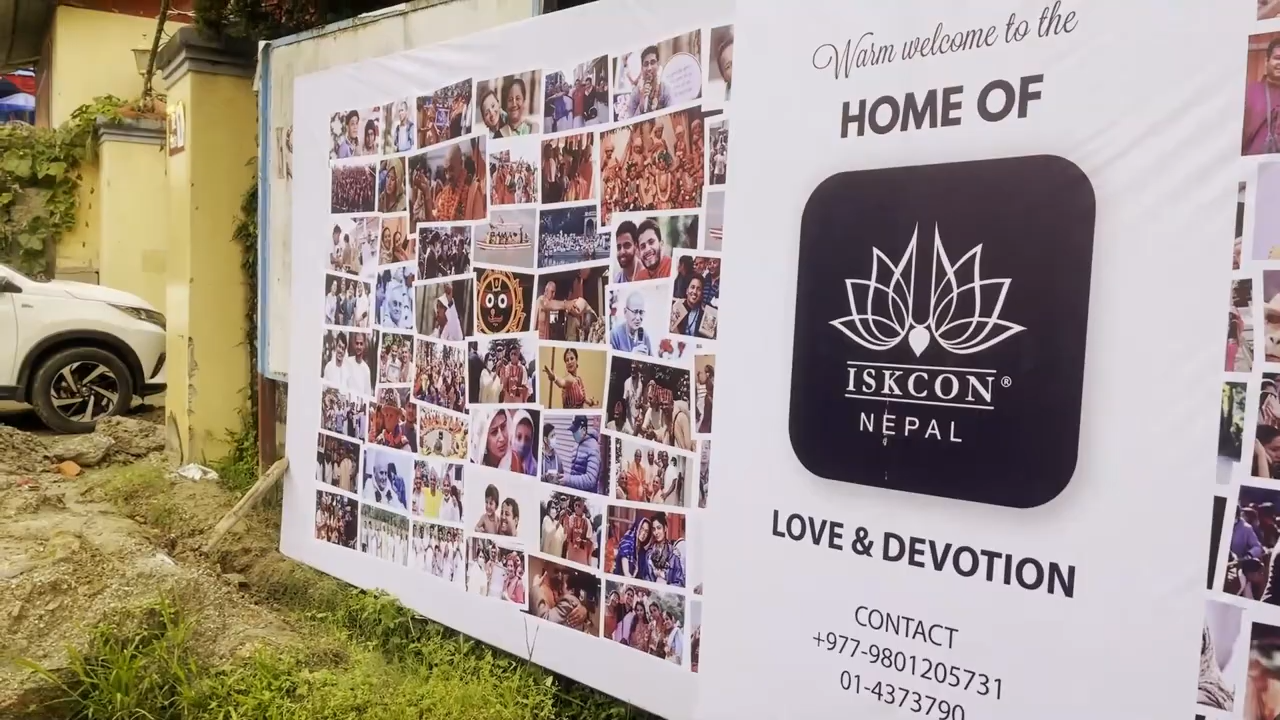 Warm welcome to the
HOME OF
ISKCON®
NEPAL
LOVE & DEVOTION
CONTACT
+977-9801205731
01-4373790